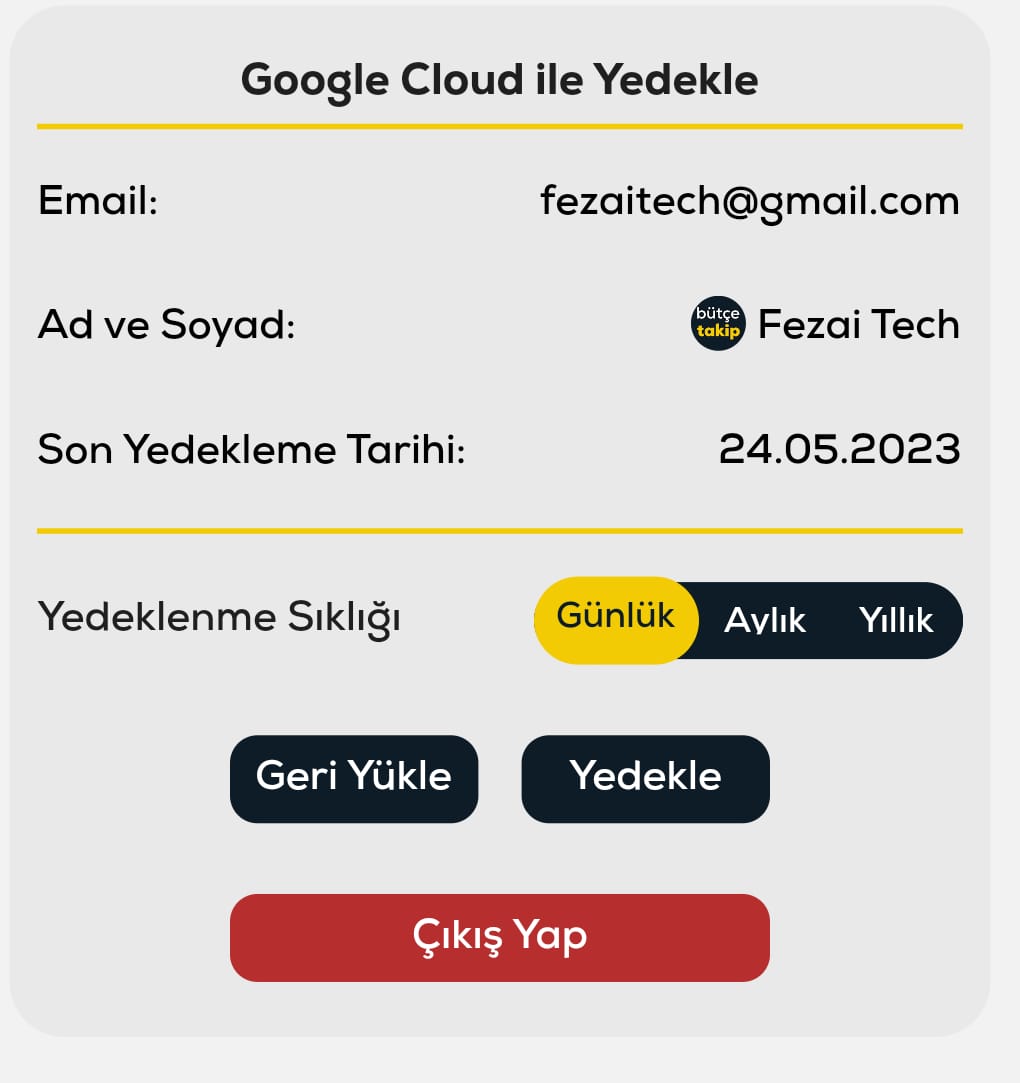 Google Cloud ile Yedekle
Email: fezaitech@gmail.com
Ad ve Soyad: bütçe takip Fezai Tech
Son Yedekleme Tarihi: 24.05.2023
Yedeklenme Sıklığı Günlük Aylık Yıllık
Geri Yükle Yedekle
Çıkış Yap